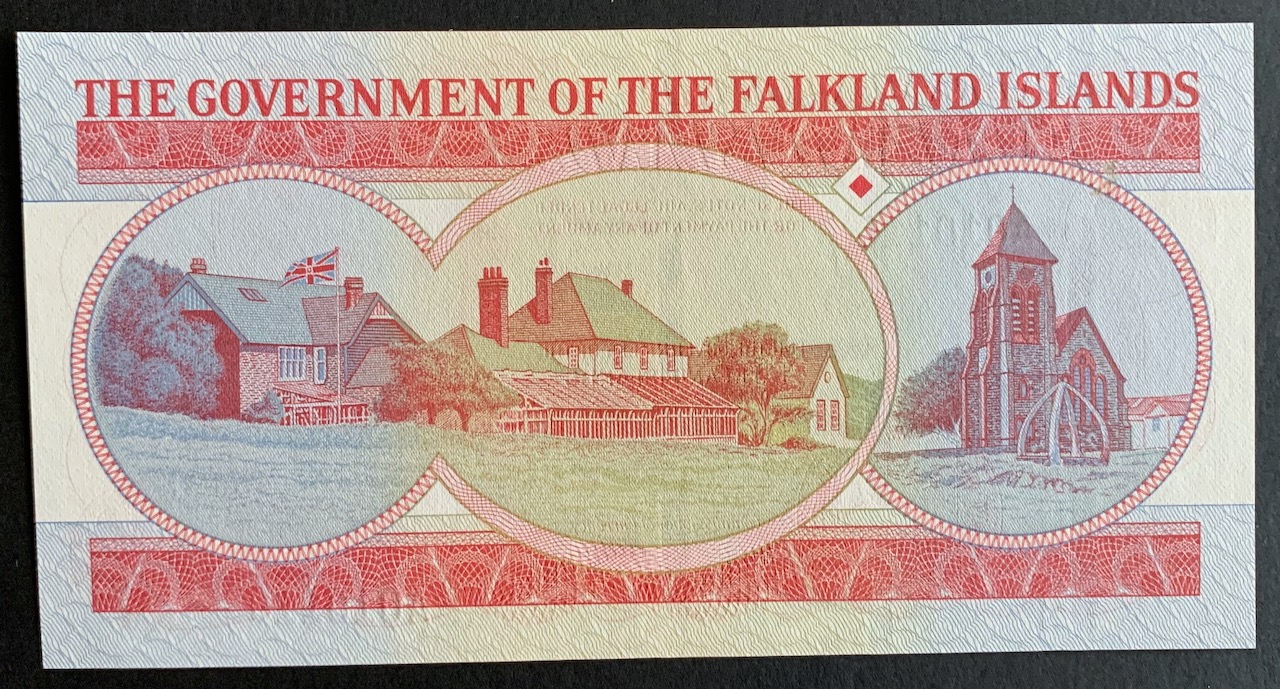 THE GOVERNMENT OF THE FALKLAND ISLANDS